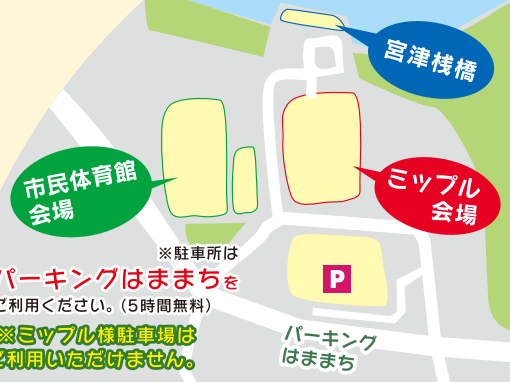 宮津桟橋
市民体育館
会場
ミップル
会場
※駐車所は
パーキングはままちを
ご利用ください。(5時間無料)
※ミップル様駐車場は
ご利用いただけません。
P
パーキング
はままち